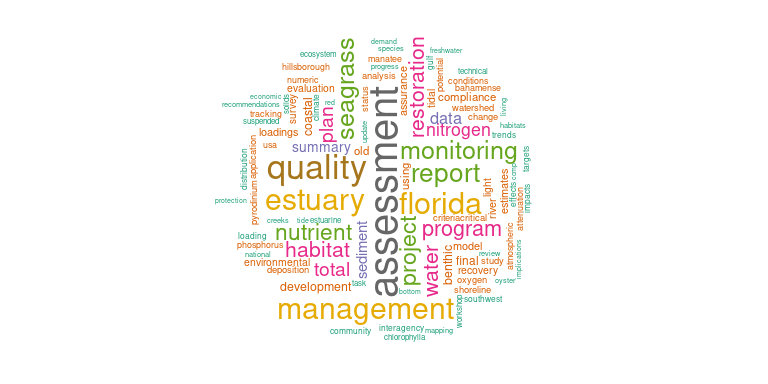 demand
species
freshwater
ecosystem
seagrass
manatee
progress
gulf
restoration
hillsborough
analysis
assurance
potential
technical
numeric
evaluation
conditions
bahamense
economic
recommendations
solids
survey
coastal
climate
red
plan
status
tidal
compliance
watershed
living
tracking
suspended
data
change
habitats
loadings
update
nitrogen
trends
usa
summary
old
assessment
monitoring
targets
quality
using
report
distribution
application
pyrodinium
protection
estuary
florida
light
river
estimates
effects
comp
attenuation
impacts
creeks
tide
estuarine
criteria
critical
loading
nutrient
sediment
project
program
phosphorus
national
habitat
water
benthic
model
review
atmospheric
implications
environmental
deposition
total
final
study
recovery
task
oxygen
oyster
development
bottom
shoreline
southwest
management
workshop
community
interagency
mapping
chlorophylla